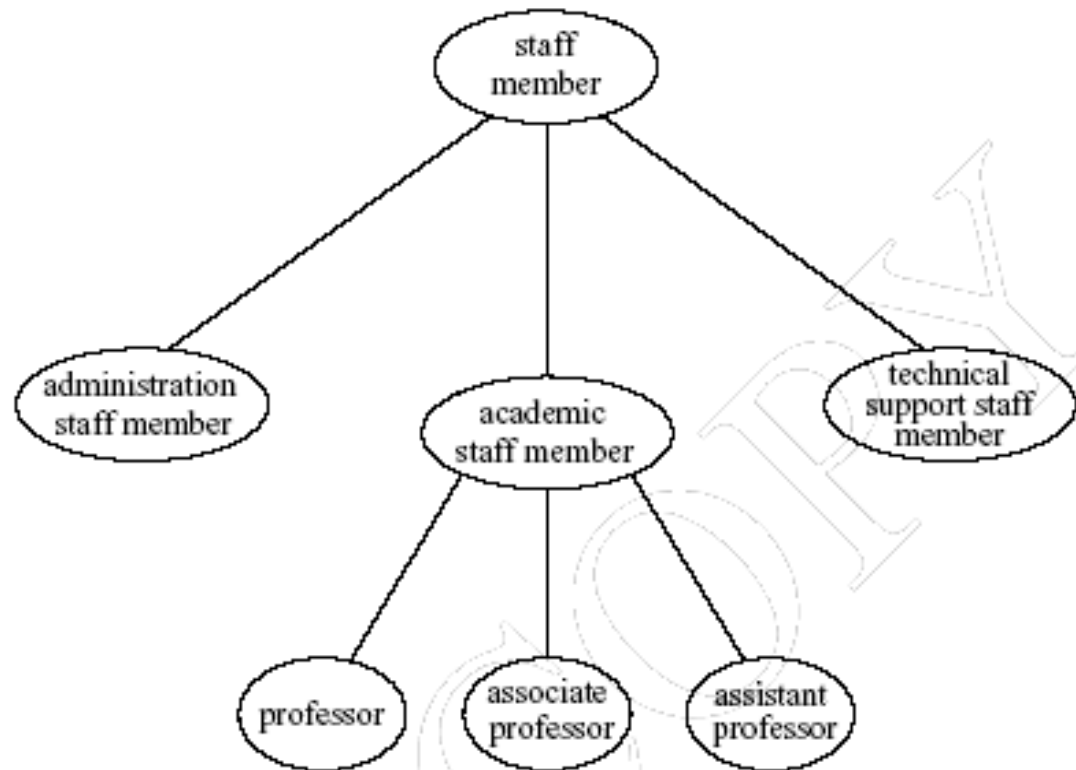 staff
member
administration
staff member
academic
staff member
technical
support staff
member
professor
associate
professor
assistant
professor
COPY